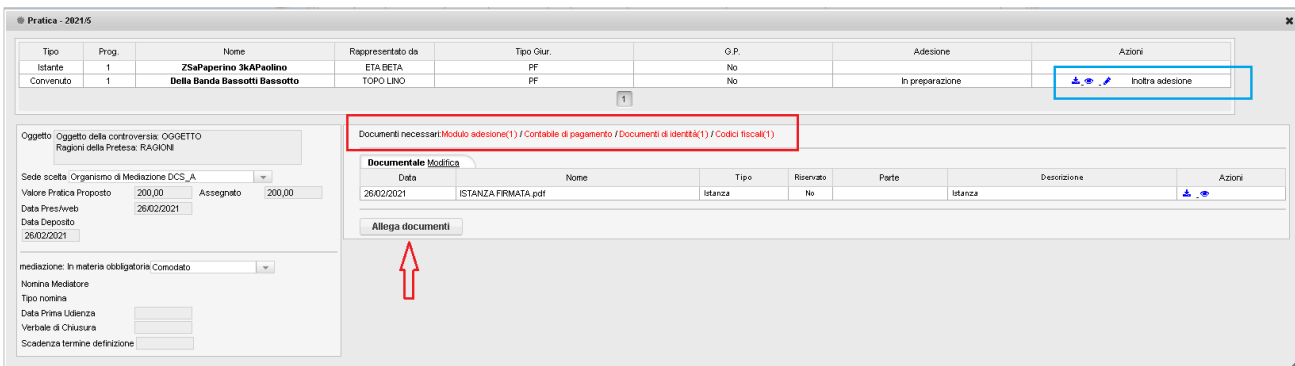 Pratica - 2021/5
Tipo Prog. Nome Rappresentato da Tipo Giur. G.P. Adesione Azioni
Istante 1 ZSaPaperino 3kAPaolino ETA BETA PF No
Convenuto 1 Della Banda Bassotti Bassotto TOPO LINO PF No In preparazione Inoltra adesione
1
Oggetto Oggetto della controversia: OGGETTO
Ragioni della Pretesa: RAGIONI
Sede scelta Organismo di Mediazione DCS_A
Valore Pratica Proposto 200,00 Assegnato 200,00
Data Pres/web 26/02/2021
Data Deposito
26/02/2021
mediazione: In materia obbligatoria Comodato
Nomina Mediatore
Tipo nomina
Data Prima Udienza
Verbale di Chiusura
Scadenza termine definizione
Documenti necessari:Modulo adesione(1) / Contabile di pagamento / Documenti di identità(1) / Codici fiscali(1)
Documentale Modifica
Data Nome Tipo Riservato Parte Descrizione Azioni
26/02/2021 ISTANZA FIRMATA.pdf Istanza No Istanza
Allega documenti